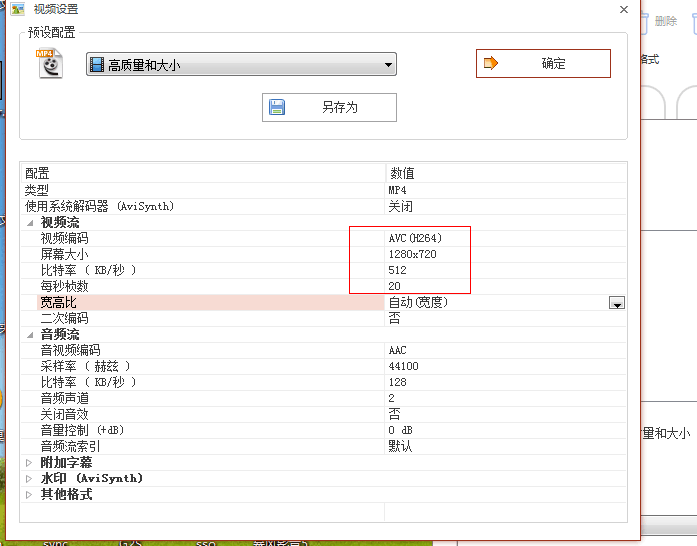 视频设置
删除
预设配置
格式
MP4
高质量和大小
确定
另存为
配置 数值
类型 MP4
使用系统解码器 (AviSynth) 关闭
视频流
视频编码 AVC(H264)
屏幕大小 1280x720
比特率 ( KB/秒 ) 512
每秒桢数 20
宽高比 自动(宽度)
二次编码 否
音频流
音视频编码 AAC
采样率 ( 赫兹 ) 44100
比特率 ( KB/秒 ) 128
音频声道 2
关闭音效 否
音量控制 (+dB) 0 dB
量和大小
音频流索引 默认
附加字幕
水印 (AviSynth)
其他格式